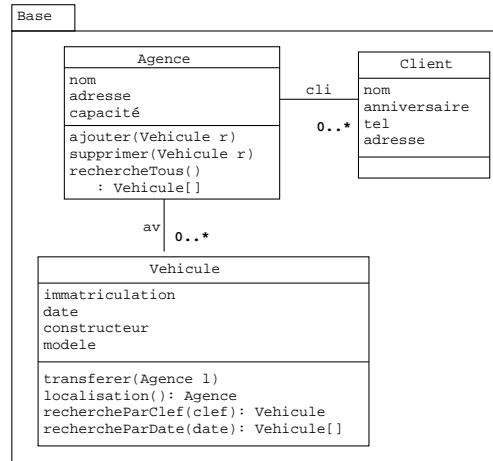 Base
Agence
nom
adresse
capacité
ajouter(Vehicule r)
supprimer(Vehicule r)
rechercheTous()
: Vehicule[]
cli
0..*
Client
nom
anniversaire
tel
adresse
av
0..*
Vehicule
immatriculation
date
constructeur
modele
transferer(Agence l)
localisation(): Agence
rechercheParClef(clef): Vehicule
rechercheParDate(date): Vehicule[]